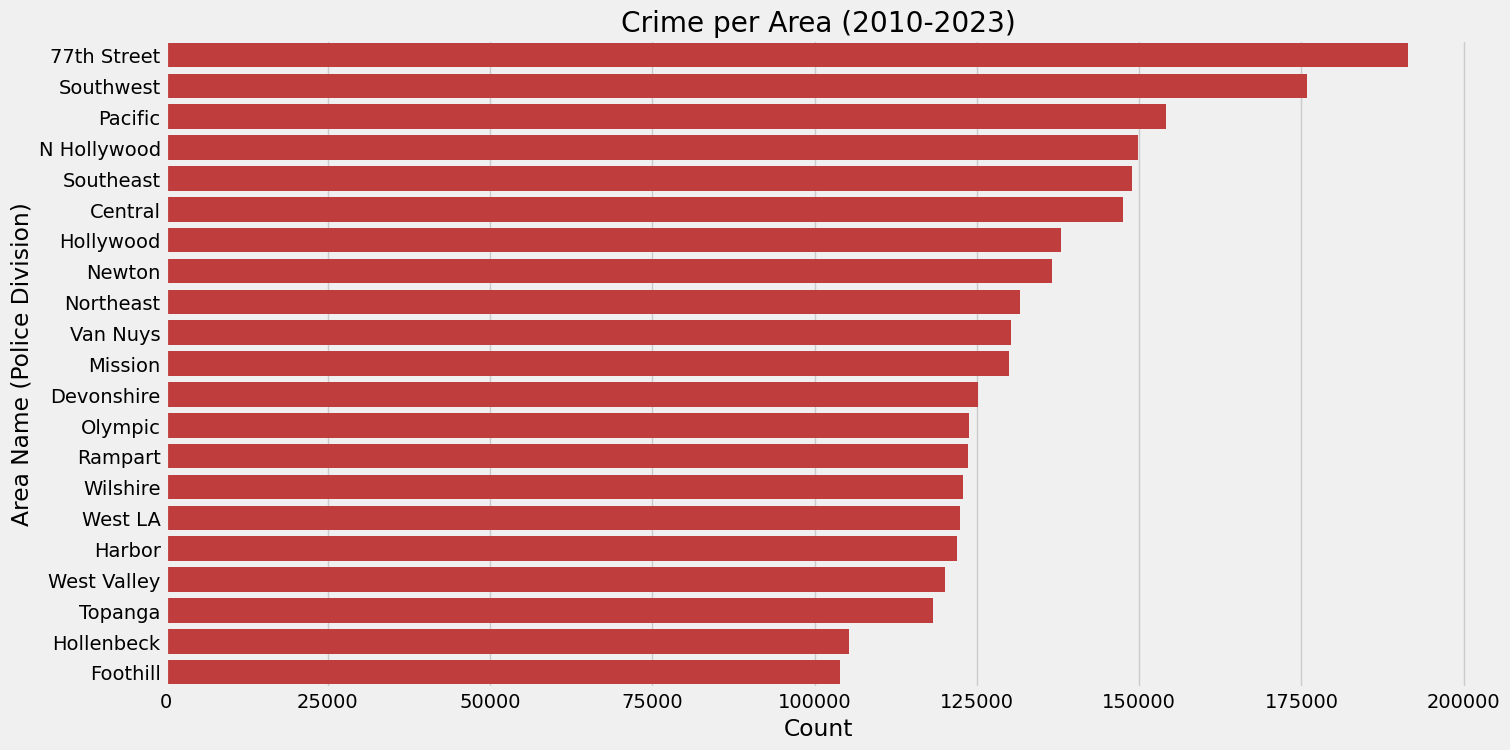 Crime per Area (2010-2023)
Area Name (Police Division)
77th Street
Southwest
Pacific
N Hollywood
Southeast
Central
Hollywood
Newton
Northeast
Van Nuys
Mission
Devonshire
Olympic
Rampart
Wilshire
West LA
Harbor
West Valley
Topanga
Hollenbeck
Foothill
0 25000 50000 75000 100000 125000 150000 175000 200000
Count